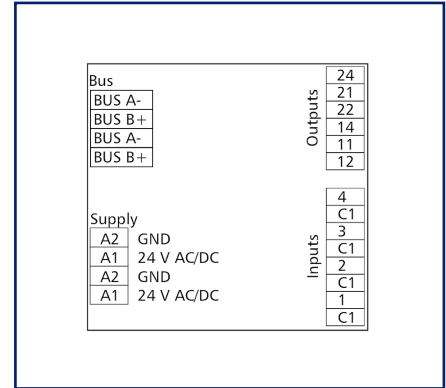 Bus
BUS A-
BUS B+
BUS A-
BUS B+
Supply
A2 GND
A1 24 V AC/DC
A2 GND
A1 24 V AC/DC
Outputs
24
21
22
14
11
12
Inputs
4
C1
3
C1
2
C1
1
C1